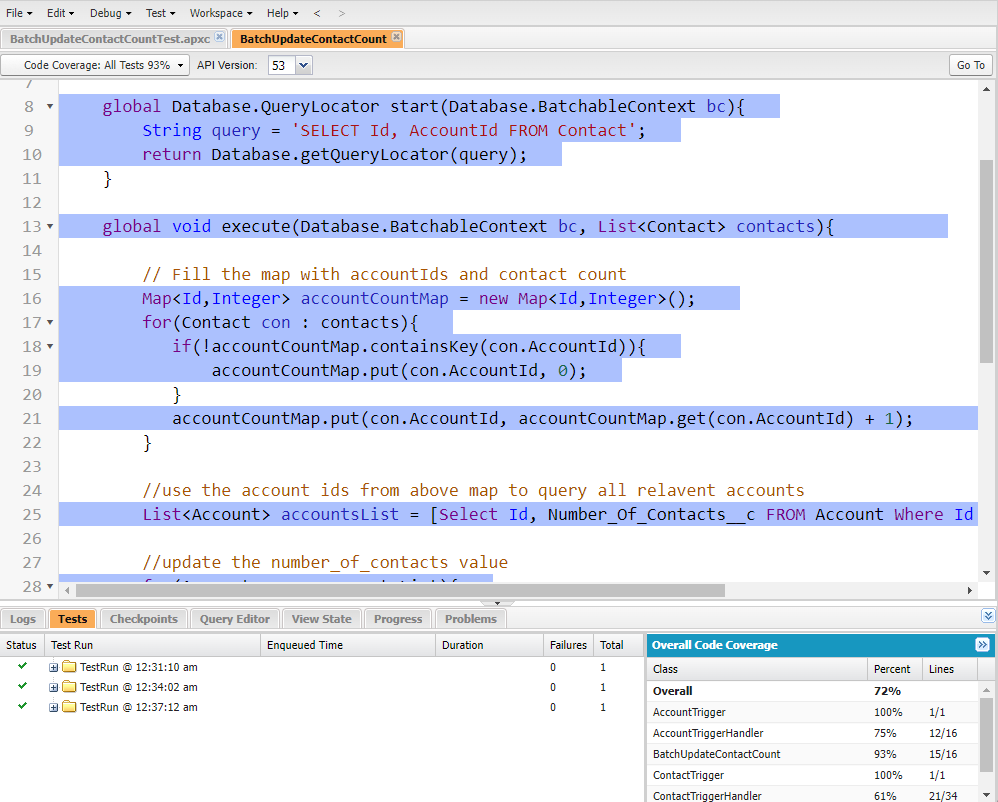 File Edit Debug Test Workspace Help < >
BatchUpdateContactCountTest.apxc BatchUpdateContactCount
Code Coverage: All Tests 93% API Version: 53 Go To
7
8 global Database.QueryLocator start(Database.BatchableContext bc){
9 String query = 'SELECT Id, AccountId FROM Contact';
10 return Database.getQueryLocator(query);
11 }
12
13 global void execute(Database.BatchableContext bc, List<Contact> contacts){
14
15 // Fill the map with accountIds and contact count
16 Map<Id,Integer> accountCountMap = new Map<Id,Integer>();
17 for(Contact con : contacts){
18 if(!accountCountMap.containsKey(con.AccountId)){
19 accountCountMap.put(con.AccountId, 0);
20 }
21 accountCountMap.put(con.AccountId, accountCountMap.get(con.AccountId) + 1);
22 }
23
24 //use the account ids from above map to query all relavent accounts
25 List<Account> accountsList = [Select Id, Number_Of_Contacts__c FROM Account Where Id
26
27 //update the number_of_contacts value
28
Logs Tests Checkpoints Query Editor View State Progress Problems
Status Test Run Enqueued Time Duration Failures Total
TestRun @ 12:31:10 am 0 1
TestRun @ 12:34:02 am 0 1
TestRun @ 12:37:12 am 0 1
Overall Code Coverage
Class Percent Lines
Overall 72%
AccountTrigger 100% 1/1
AccountTriggerHandler 75% 12/16
BatchUpdateContactCount 93% 15/16
ContactTrigger 100% 1/1
ContactTriggerHandler 61% 21/34